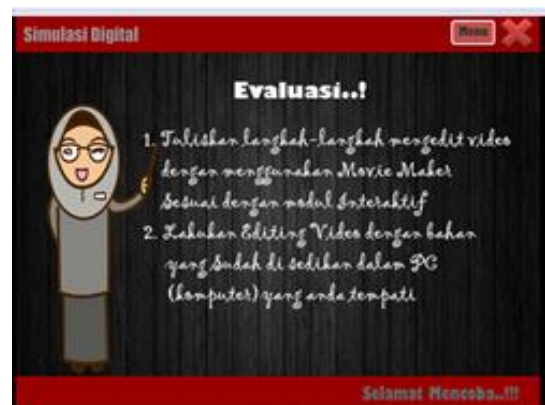 Simulasi Digital
Menu
Evaluasi..!
1. Tuliskan langkah-langkah mengedit video
dengan menggunakan Movie Maker
Sesuai dengan modul Interaktif
2. Lakukan Editing Video dengan bahan
yang Sudah di sedikan dalam PC
(komputer) yang anda tempati
Selamat Mencoba..!!!